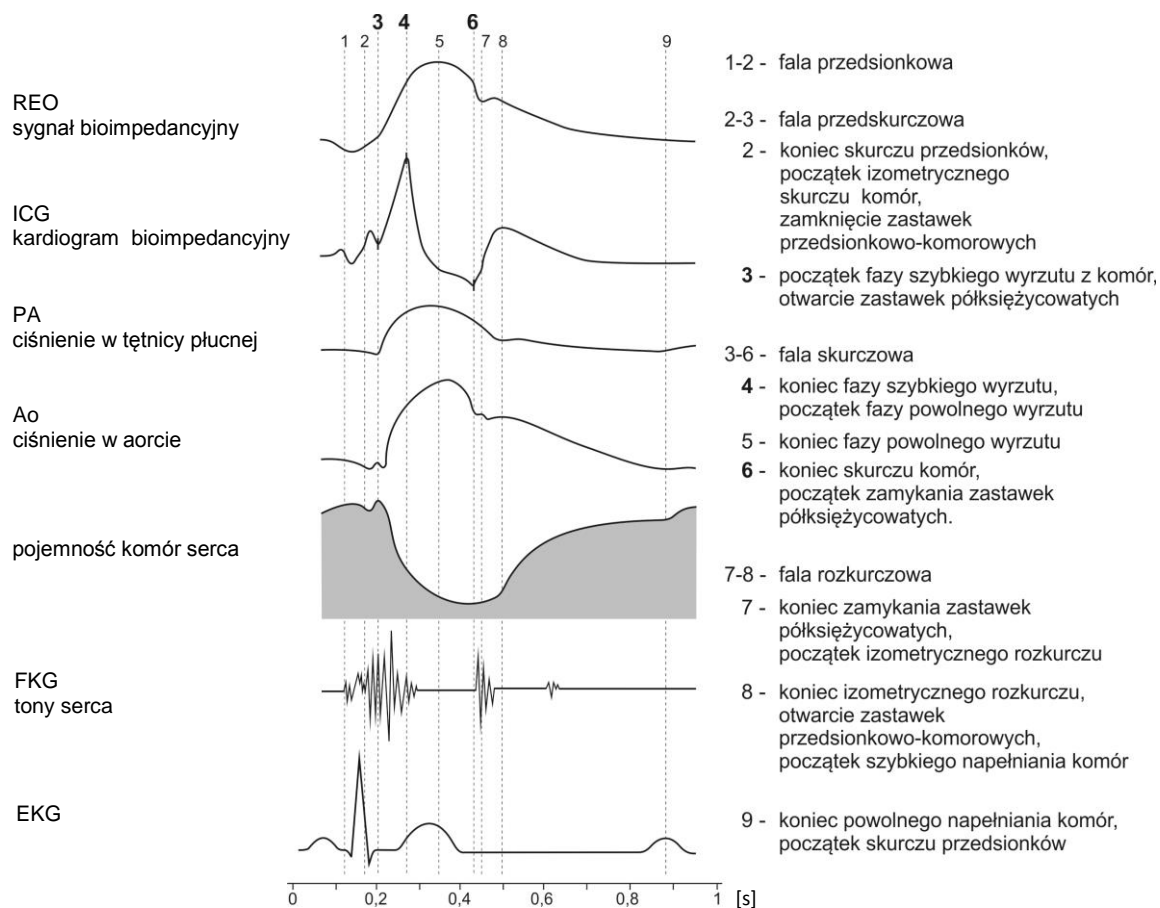 3 4 6
1 2 5 7 8 9
REO
sygnał bioimpedancyjny
ICG
kardiogram bioimpedancyjny
PA
ciśnienie w tętnicy płucnej
Ao
ciśnienie w aorcie
pojemność komór serca
FKG
tony serca
EKG
0 0,2 0,4 0,6 0,8 1 [s]
1-2 - fala przedsionkowa
2-3 - fala przedskurczowa
2 - koniec skurczu przedsionków,
początek izometrycznego
skurczu komór,
zamknięcie zastawek
przedsionkowo-komorowych
3 - początek fazy szybkiego wyrzutu z komór,
otwarcie zastawek półksiężycowatych
3-6 - fala skurczowa
4 - koniec fazy szybkiego wyrzutu,
początek fazy powolnego wyrzutu
5 - koniec fazy powolnego wyrzutu
6 - koniec skurczu komór,
początek zamykania zastawek
półksiężycowatych.
7-8 - fala rozkurczowa
7 - koniec zamykania zastawek
półksiężycowatych,
początek izometrycznego rozkurczu
8 - koniec izometrycznego rozkurczu,
otwarcie zastawek
przedsionkowo-komorowych,
początek szybkiego napełniania komór
9 - koniec powolnego napełniania komór,
początek skurczu przedsionków